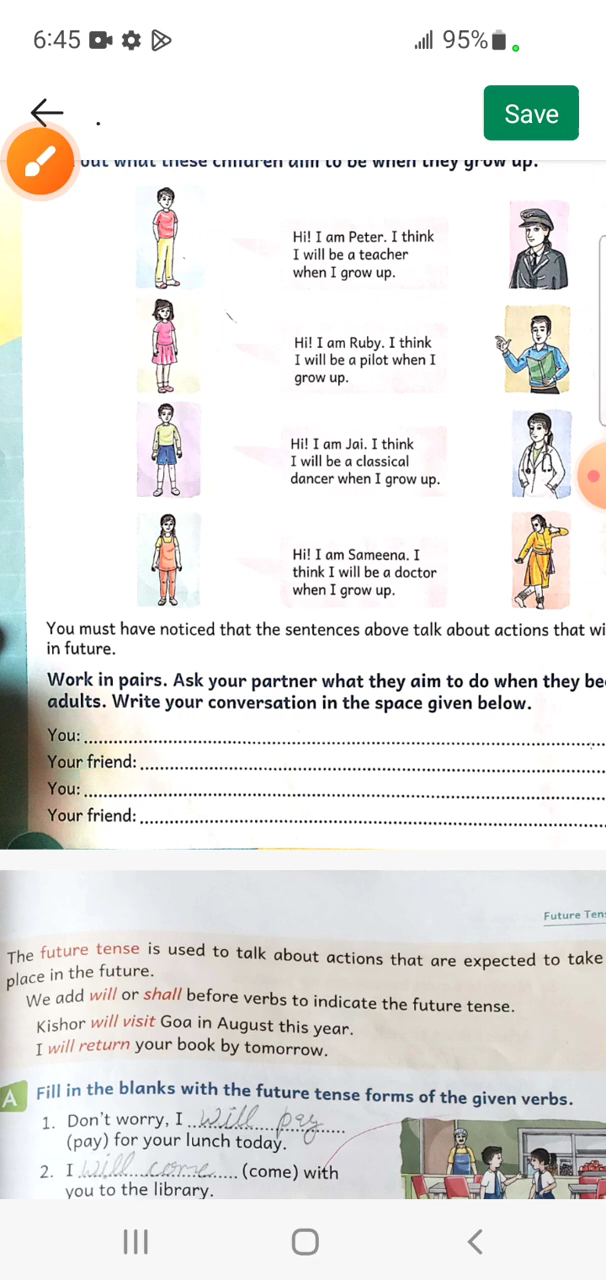 6:45
95%
.
Save
out what these children aim to be when they grow up.
Hi! I am Peter. I think
I will be a teacher
when I grow up.
Hi! I am Ruby. I think
I will be a pilot when I
grow up.
Hi! I am Jai. I think
I will be a classical
dancer when I grow up.
Hi! I am Sameena. I
think I will be a doctor
when I grow up.
You must have noticed that the sentences above talk about actions that wi
in future.
Work in pairs. Ask your partner what they aim to do when they be
adults. Write your conversation in the space given below.
You:
Your friend:
You:
Your friend:
Future Ten
The future tense is used to talk about actions that are expected to take
place in the future.
We add will or shall before verbs to indicate the future tense.
Kishor will visit Goa in August this year.
I will return your book by tomorrow.
A Fill in the blanks with the future tense forms of the given verbs.
1. Don't worry, I will pay
(pay) for your lunch today.
2. I will come (come) with
you to the library.